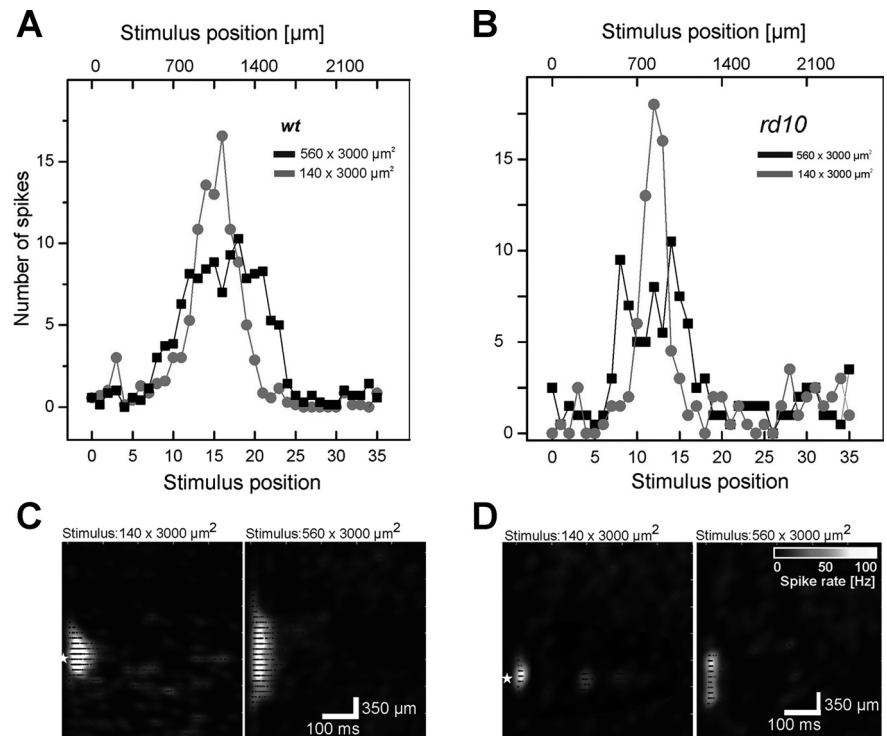 A
Stimulus position [µm]
0 700 1400 2100
wt
560 x 3000 µm²
140 x 3000 µm²
Number of spikes
15
10
5
0
0 5 10 15 20 25 30 35
Stimulus position
B
Stimulus position [µm]
0 700 1400 2100
rd10
560 x 3000 µm²
140 x 3000 µm²
15
10
5
0
0 5 10 15 20 25 30 35
Stimulus position
C
Stimulus:140 x 3000 µm²
Stimulus:560 x 3000 µm²
350 µm
100 ms
D
Stimulus:140 x 3000 µm²
Stimulus:560 x 3000 µm²
0 50 100
Spike rate [Hz]
350 µm
100 ms